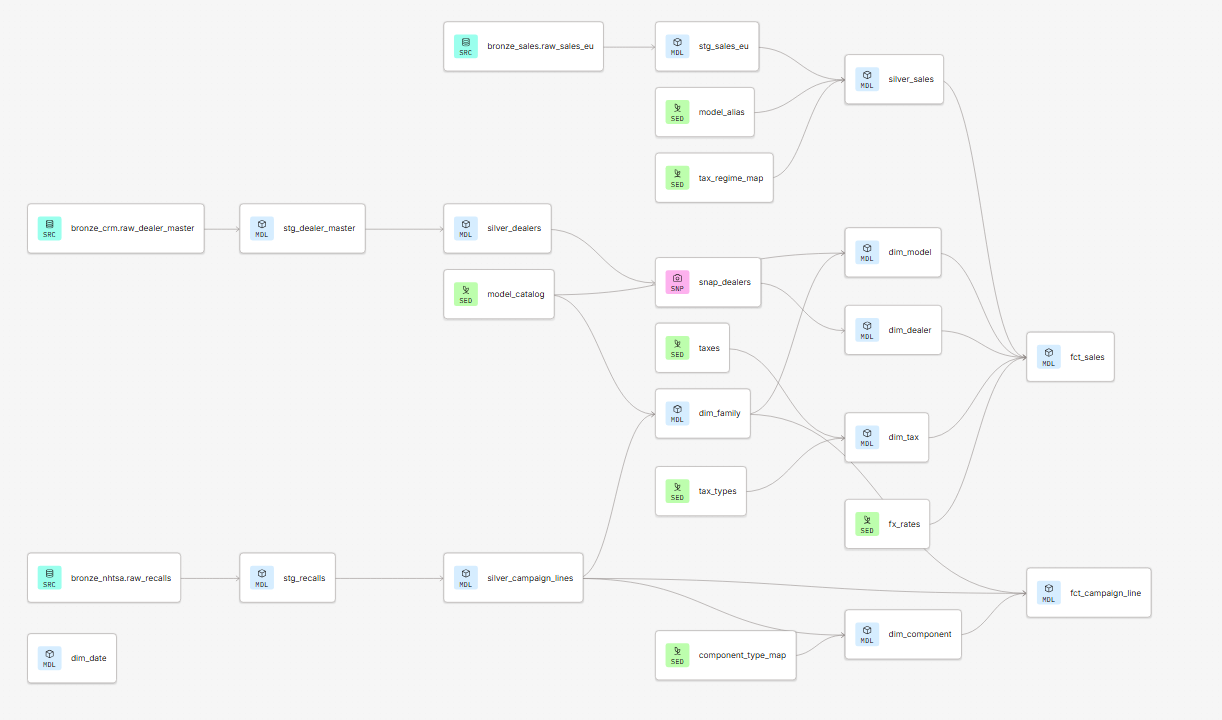 bronze_sales.raw_sales_eu
SRC
stg_sales_eu
MDL
silver_sales
MDL
model_alias
SED
tax_regime_map
SED
bronze_crm.raw_dealer_master
SRC
stg_dealer_master
MDL
silver_dealers
MDL
dim_model
MDL
model_catalog
SED
snap_dealers
SNP
dim_dealer
MDL
taxes
SED
fct_sales
MDL
dim_family
MDL
dim_tax
MDL
tax_types
SED
fx_rates
SED
bronze_nhtsa.raw_recalls
SRC
stg_recalls
MDL
silver_campaign_lines
MDL
fct_campaign_line
MDL
dim_component
MDL
dim_date
MDL
component_type_map
SED